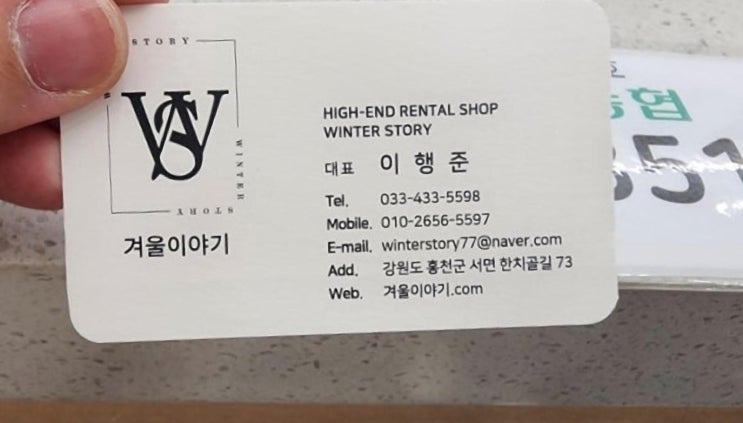 STORY
WINTER
STORY
WS
겨울이야기
HIGH-END RENTAL SHOP
WINTER STORY
대표 이 행 준
Tel. 033-433-5598
Mobile. 010-2656-5597
E-mail. winterstory77@naver.com
Add. 강원도 홍천군 서면 한치골길 73
Web. 겨울이야기.com
협
51